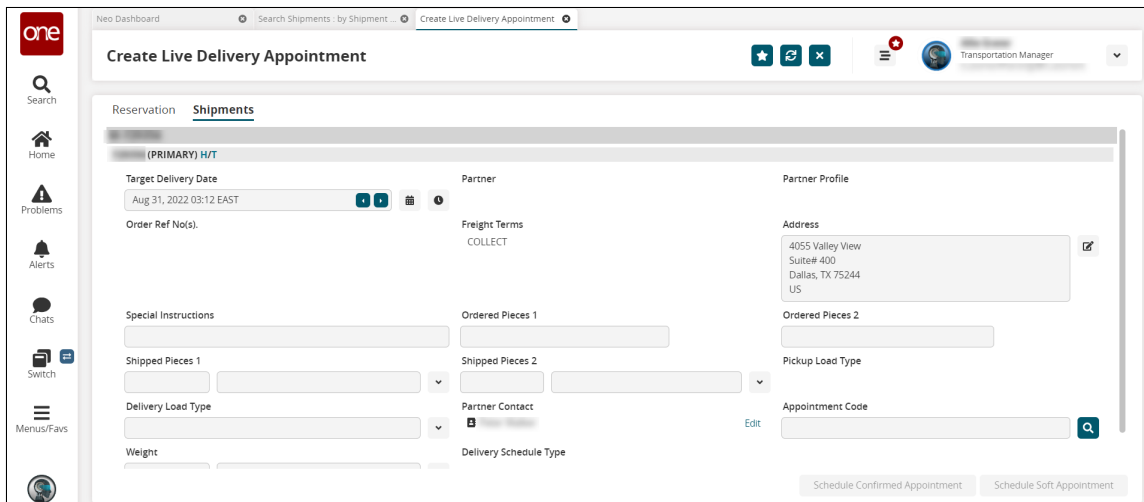 one
Neo Dashboard
Search Shipments : by Shipment ...
Create Live Delivery Appointment
Create Live Delivery Appointment
Transportation Manager
Search
Home
Problems
Alerts
Chats
Switch
Menus/Favs
Reservation Shipments
(PRIMARY) H/T
Target Delivery Date Partner Partner Profile
Aug 31, 2022 03:12 EAST
Order Ref No(s). Freight Terms Address
COLLECT
4055 Valley View
Suite# 400
Dallas, TX 75244
US
Special Instructions Ordered Pieces 1 Ordered Pieces 2
Shipped Pieces 1 Shipped Pieces 2 Pickup Load Type
Delivery Load Type Partner Contact Appointment Code
Edit
Weight Delivery Schedule Type
Schedule Confirmed Appointment Schedule Soft Appointment